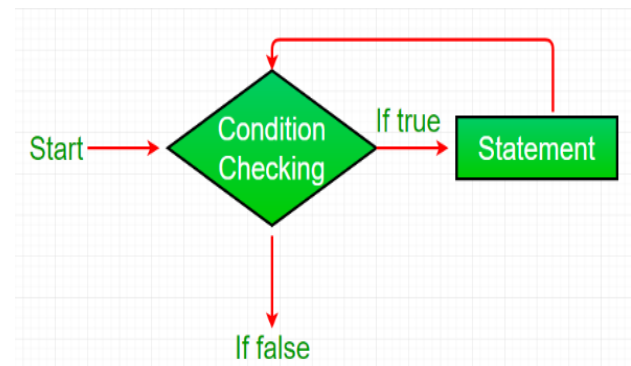 Start
Condition
Checking
If true
Statement
If false